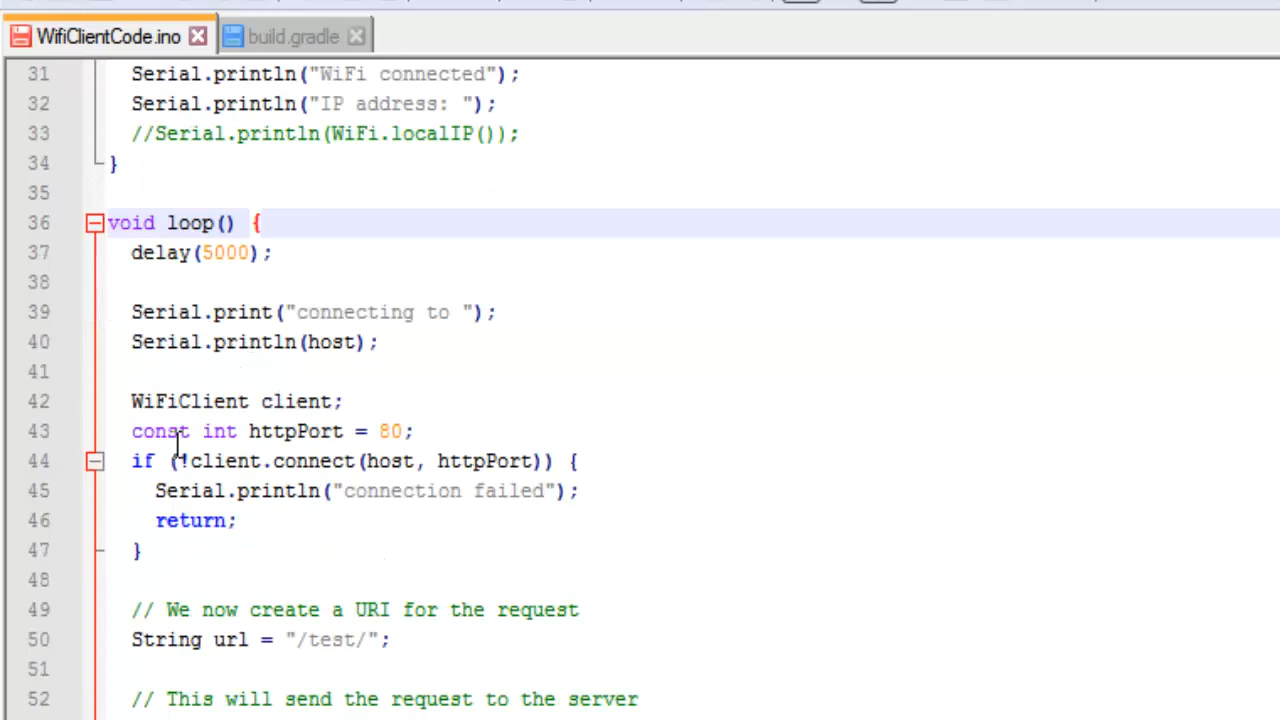 WifiClientCode.ino build.gradle
31 Serial.println("WiFi connected");
32 Serial.println("IP address: ");
33 //Serial.println(WiFi.localIP());
34 }
35
36 void loop() {
37 delay(5000);
38
39 Serial.print("connecting to ");
40 Serial.println(host);
41
42 WiFiClient client;
43 const int httpPort = 80;
44 if (!client.connect(host, httpPort)) {
45 Serial.println("connection failed");
46 return;
47 }
48
49 // We now create a URI for the request
50 String url = "/test/";
51
52 // This will send the request to the server